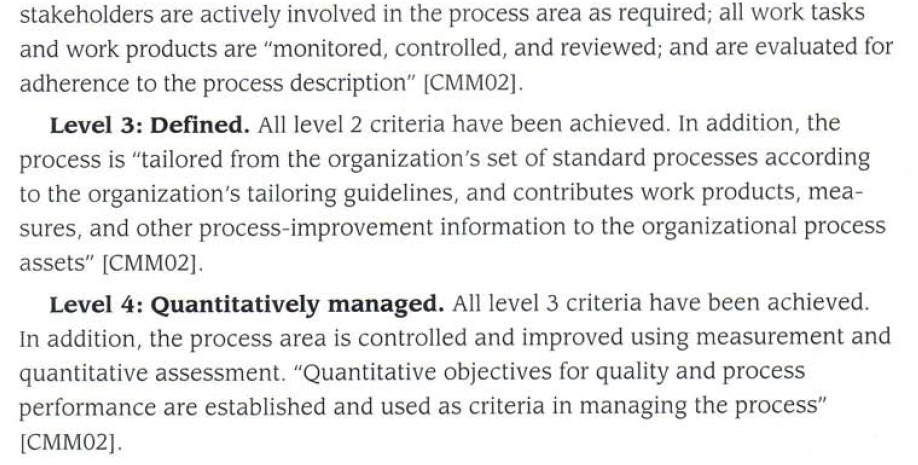 stakeholders are actively involved in the process area as required; all work tasks
and work products are “monitored, controlled, and reviewed; and are evaluated for
adherence to the process description” [CMM02].
Level 3: Defined. All level 2 criteria have been achieved. In addition, the
process is “tailored from the organization’s set of standard processes according
to the organization’s tailoring guidelines, and contributes work products, mea-
sures, and other process-improvement information to the organizational process
assets” [CMM02].
Level 4: Quantitatively managed. All level 3 criteria have been achieved.
In addition, the process area is controlled and improved using measurement and
quantitative assessment. “Quantitative objectives for quality and process
performance are established and used as criteria in managing the process”
[CMM02].